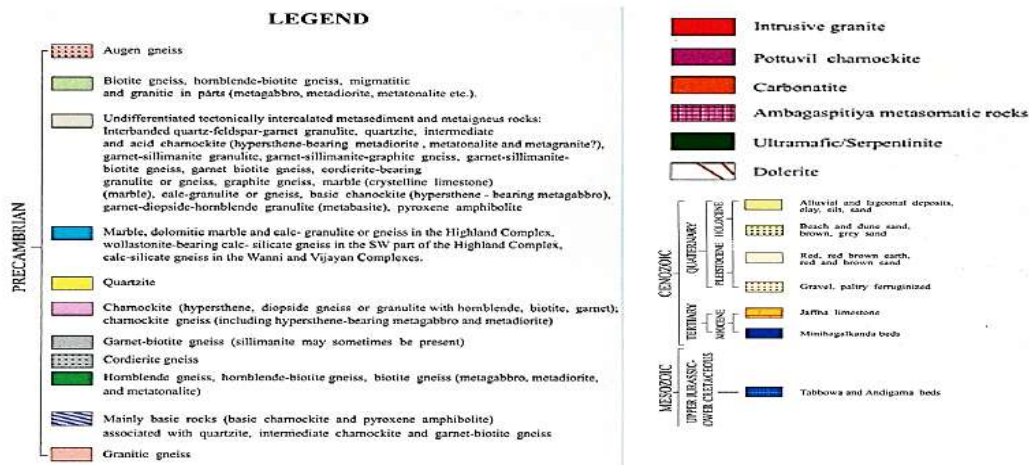 LEGEND
PRECAMBRIAN
Augen gneiss
Biotite gneiss, hornblende-biotite gneiss, migmatitic
and granitic in parts (metagabbro, metadiorite, metatonalite etc.).
Undifferentiated tectonically intercalated metasediment and metaigneus rocks:
Interbanded quartz-feldspar-garnet granulite, quartzite, intermediate
and acid charnockite (hypersthene-bearing metadiorite , metatonalite and metagranite?),
garnet-sillimanite granulite, garnet-sillimanite-graphite gneiss, garnet-sillimanite-
biotite gneiss, garnet biotite gneiss, cordierite-bearing
granulite or gneiss, graphite gneiss, marble (crystalline limestone)
(marble), calc-granulite or gneiss, basic charnockite (hypersthene - bearing metagabbro),
garnet-diopside-hornblende granulite (metabasite), pyroxene amphibolite
Marble, dolomitic marble and calc- granulite or gneiss in the Highland Complex,
wollastonite-bearing calc- silicate gneiss in the SW part of the Highland Complex,
calc-silicate gneiss in the Wanni and Vijayan Complexes.
Quartzite
Charnockite (hypersthene, diopside gneiss or granulite with hornblende, biotite, garnet);
charnockite gneiss (including hypersthene-bearing metagabbro and metadiorite)
Garnet-biotite gneiss (sillimanite may sometimes be present)
Cordierite gneiss
Hornblende gneiss, hornblende-biotite gneiss, biotite gneiss (metagabbro, metadiorite,
and metatonalite)
Mainly basic rocks (basic charnockite and pyroxene amphibolite)
associated with quartzite, intermediate charnockite and garnet-biotite gneiss
Granitic gneiss
Intrusive granite
Pottuvil charnockite
Carbonatite
Ambagaspitiya metasomatic rocks
Ultramafic/Serpentinite
Dolerite
CENOZOIC
QUATERNARY
PLEISTOCENE HOLOCENE
Alluvial and lagoonal deposits,
clay, silt, sand
Beach and dune sand,
brown, grey sand
Red, red brown earth,
red and brown sand
Gravel, paltry ferruginized
TERTIARY
MIOCENE
Jaffna limestone
Minihagalkanda beds
MESOZOIC
UPPER JURASSIC-
LOWER CRETACEOUS
Tabbowa and Andigama beds